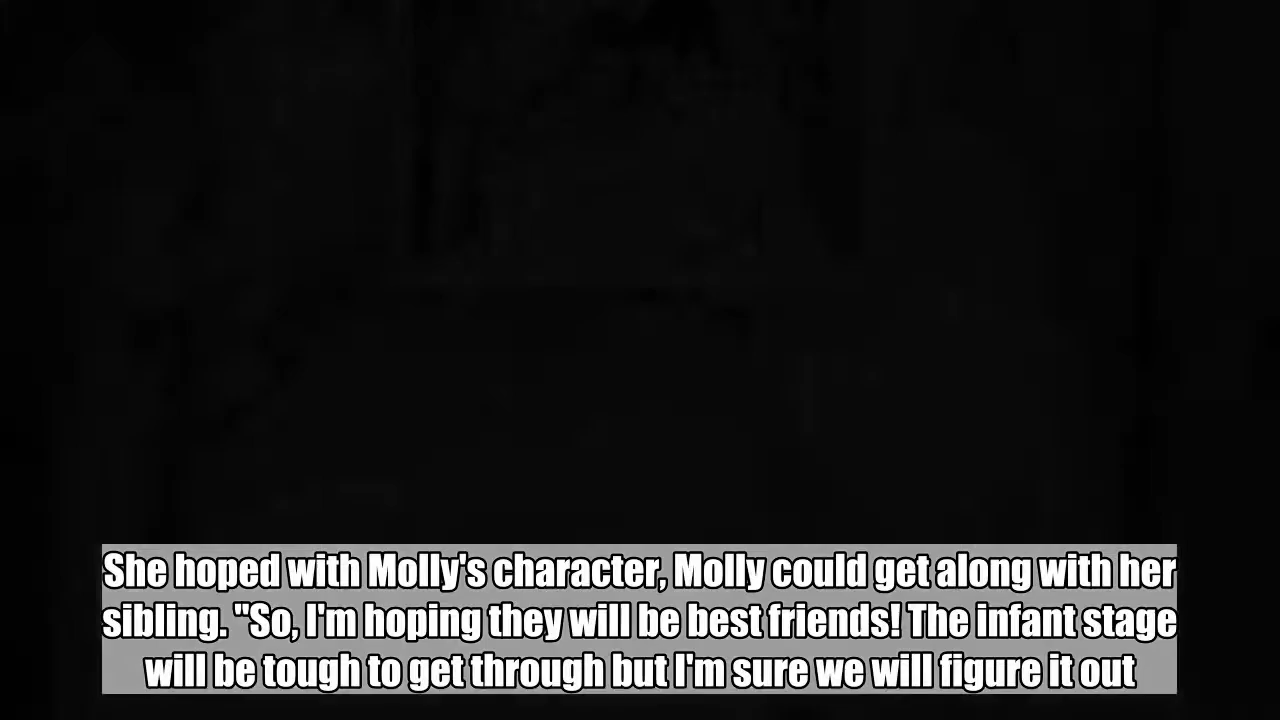 She hoped with Molly's character, Molly could get along with her
sibling. "So, I'm hoping they will be best friends! The infant stage
will be tough to get through but I'm sure we will figure it out